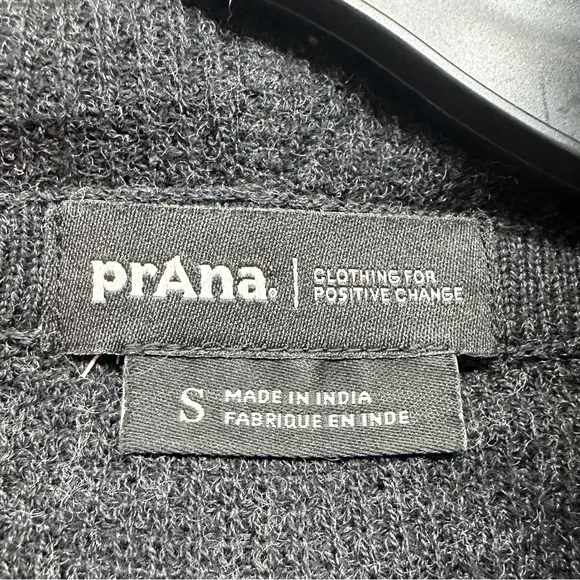 prAna.
CLOTHING FOR
POSITIVE CHANGE
S
MADE IN INDIA
FABRIQUE EN INDE